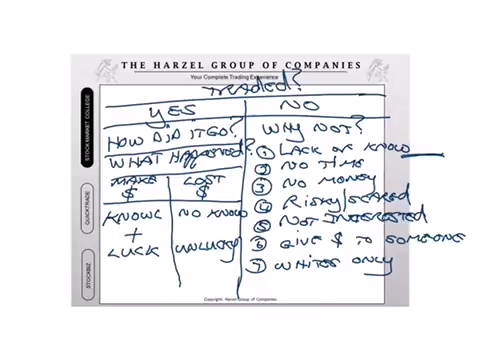 THE HARZEL GROUP OF COMPANIES
Your Complete Trading Experience
TRADED?
YES NO
HOW DID IT GO?
WHAT HAPPENED?
MAKE $ LOST $
KNOWL + LUCK
NO KNOW UNLUCKY
WHY NOT?
1 LACK OF KNOW
2 NO TIME
3 NO MONEY
4 RISKY/SCARED
5 NOT INTERESTED
6 GIVE $ TO SOMEONE
7 WHITES ONLY
STOCK MARKET COLLEGE
QUICKTRADE
STOCKBIZ
Copyright: Harzel Group of Companies